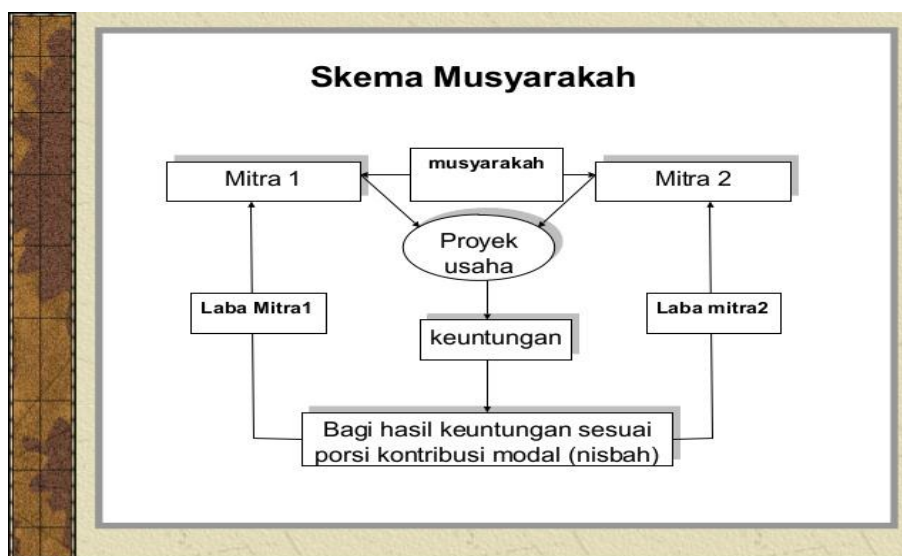 Skema Musyarakah
musyarakah
Mitra 1
Mitra 2
Proyek
usaha
Laba Mitra1
Laba mitra2
keuntungan
Bagi hasil keuntungan sesuai
porsi kontribusi modal (nisbah)